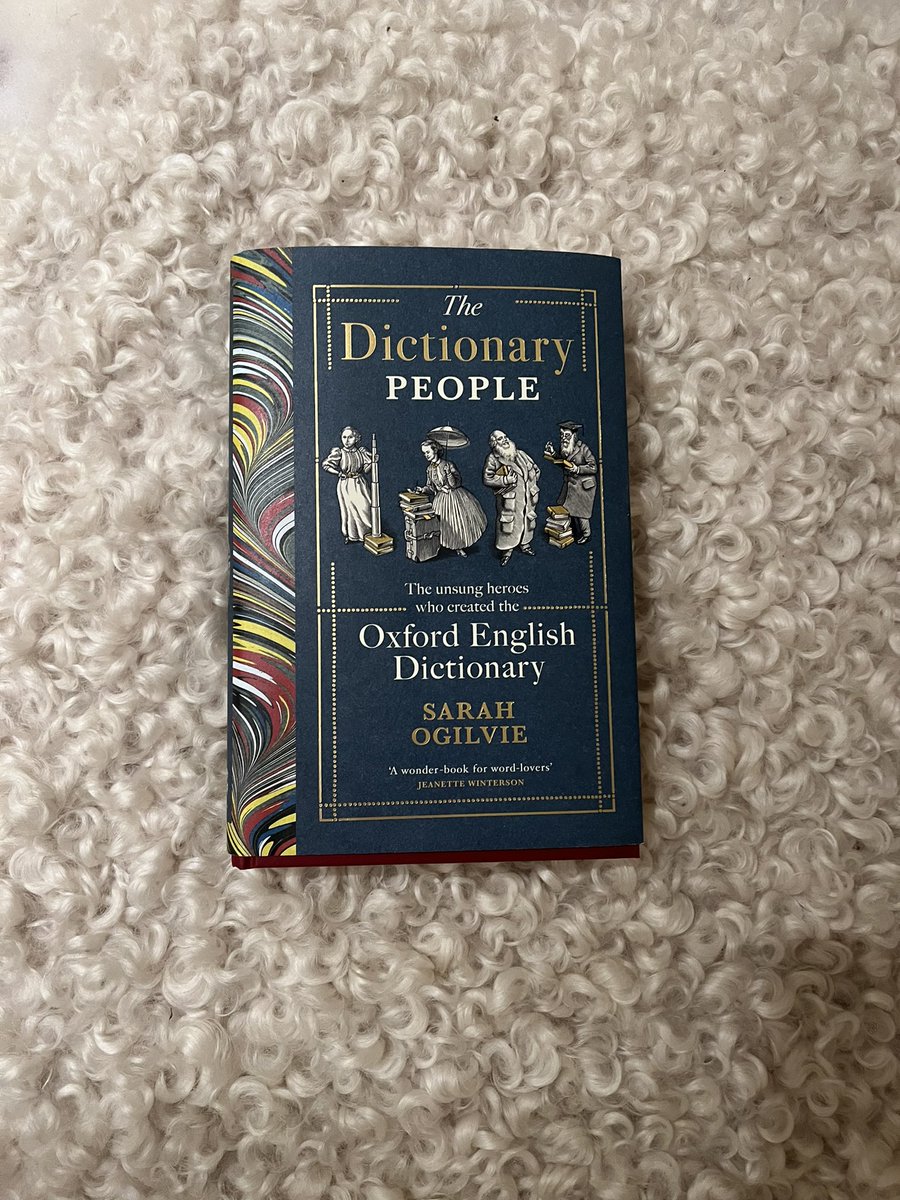 The
Dictionary
PEOPLE
The unsung heroes
who created the
Oxford English
Dictionary
SARAH
OGILVIE
'A wonder-book for word-lovers'
JEANETTE WINTERSON